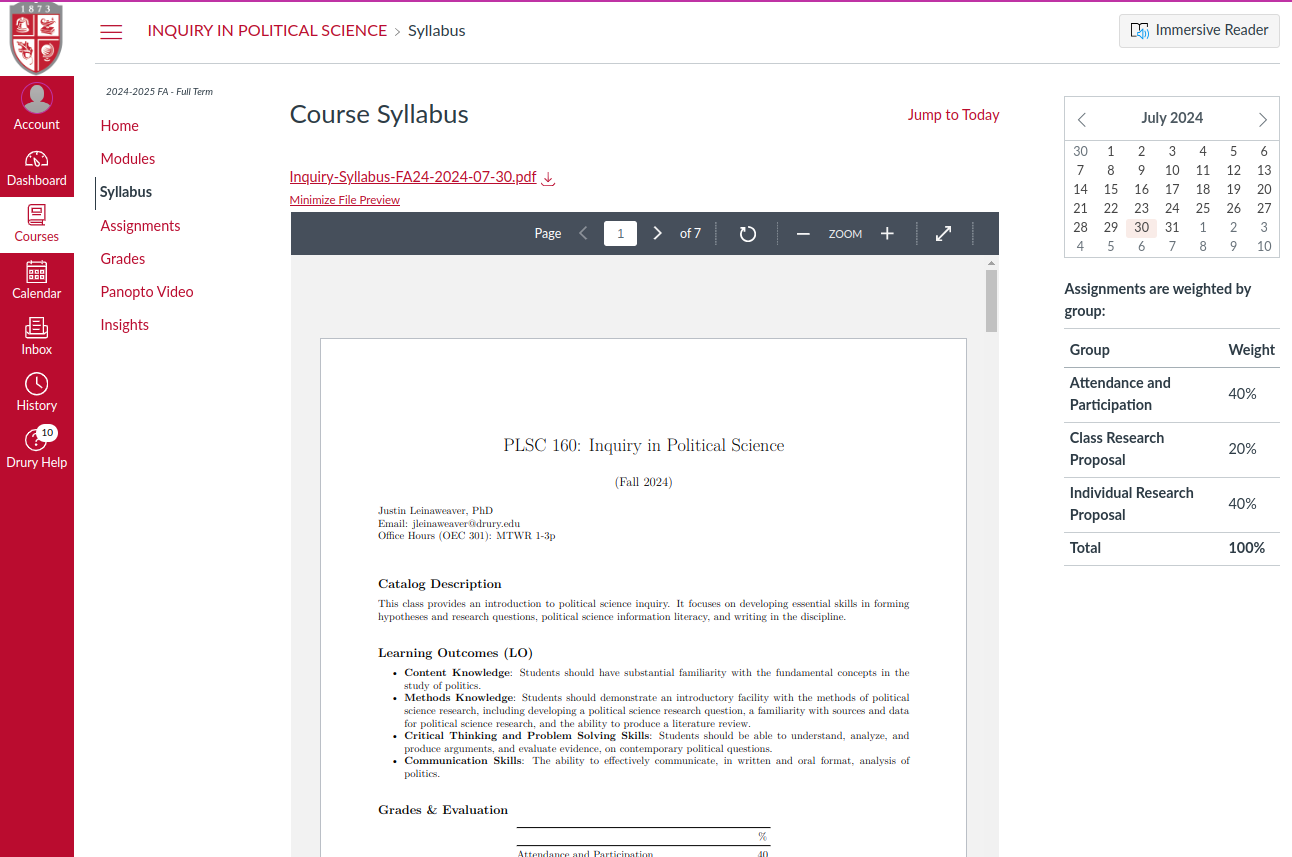 1873
INQUIRY IN POLITICAL SCIENCE > Syllabus
Immersive Reader
Account
Dashboard
Courses
Calendar
Inbox
History
10
Drury Help
2024-2025 FA - Full Term
Home
Modules
Syllabus
Assignments
Grades
Panopto Video
Insights
Course Syllabus
Jump to Today
Inquiry-Syllabus-FA24-2024-07-30.pdf
Minimize File Preview
Page 1 of 7 ZOOM
PLSC 160: Inquiry in Political Science
(Fall 2024)
Justin Leinaweaver, PhD
Email: jleinaweaver@drury.edu
Office Hours (OEC 301): MTWR 1-3p
Catalog Description
This class provides an introduction to political science inquiry. It focuses on developing essential skills in forming
hypotheses and research questions, political science information literacy, and writing in the discipline.
Learning Outcomes (LO)
• Content Knowledge: Students should have substantial familiarity with the fundamental concepts in the
study of politics.
• Methods Knowledge: Students should demonstrate an introductory facility with the methods of political
science research, including developing a political science research question, a familiarity with sources and data
for political science research, and the ability to produce a literature review.
• Critical Thinking and Problem Solving Skills: Students should be able to understand, analyze, and
produce arguments, and evaluate evidence, on contemporary political questions.
• Communication Skills: The ability to effectively communicate, in written and oral format, analysis of
politics.
Grades & Evaluation
%
Attendance and Participation 40
July 2024
30 1 2 3 4 5 6
7 8 9 10 11 12 13
14 15 16 17 18 19 20
21 22 23 24 25 26 27
28 29 30 31 1 2 3
4 5 6 7 8 9 10
Assignments are weighted by
group:
Group Weight
Attendance and
Participation 40%
Class Research
Proposal 20%
Individual Research
Proposal 40%
Total 100%